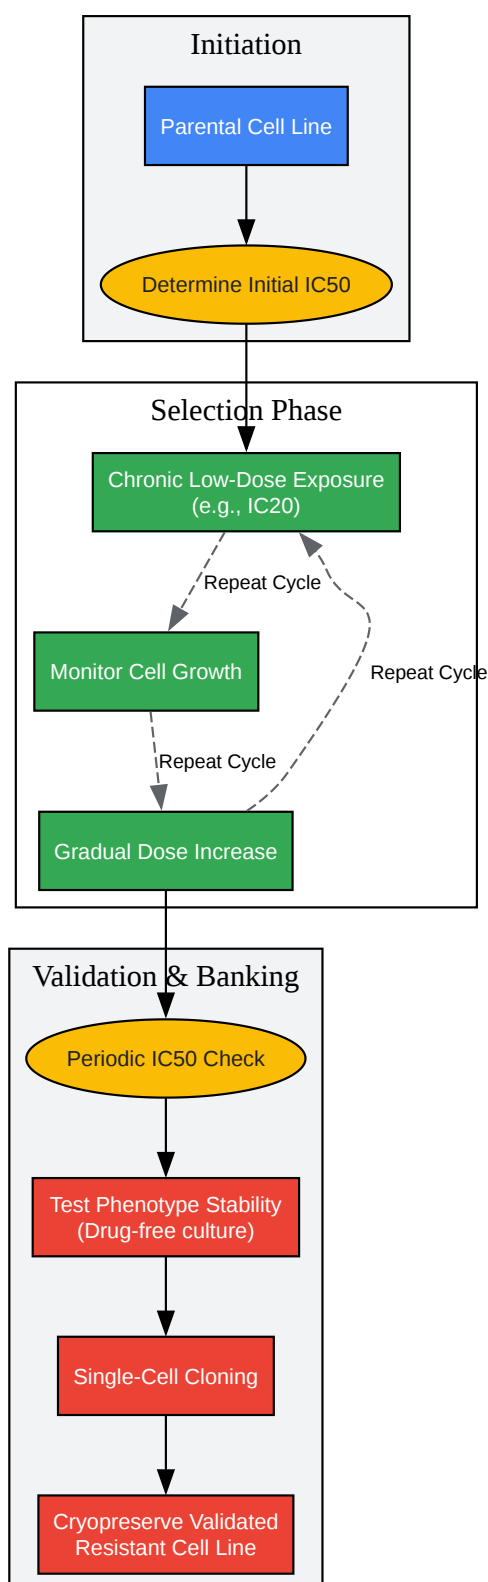 Initiation
Parental Cell Line
Determine Initial IC50
Selection Phase
Chronic Low-Dose Exposure
(e.g., IC20)
Repeat Cycle
Monitor Cell Growth
Repeat Cycle
Repeat Cycle
Gradual Dose Increase
Validation & Banking
Periodic IC50 Check
Test Phenotype Stability
(Drug-free culture)
Single-Cell Cloning
Cryopreserve Validated
Resistant Cell Line